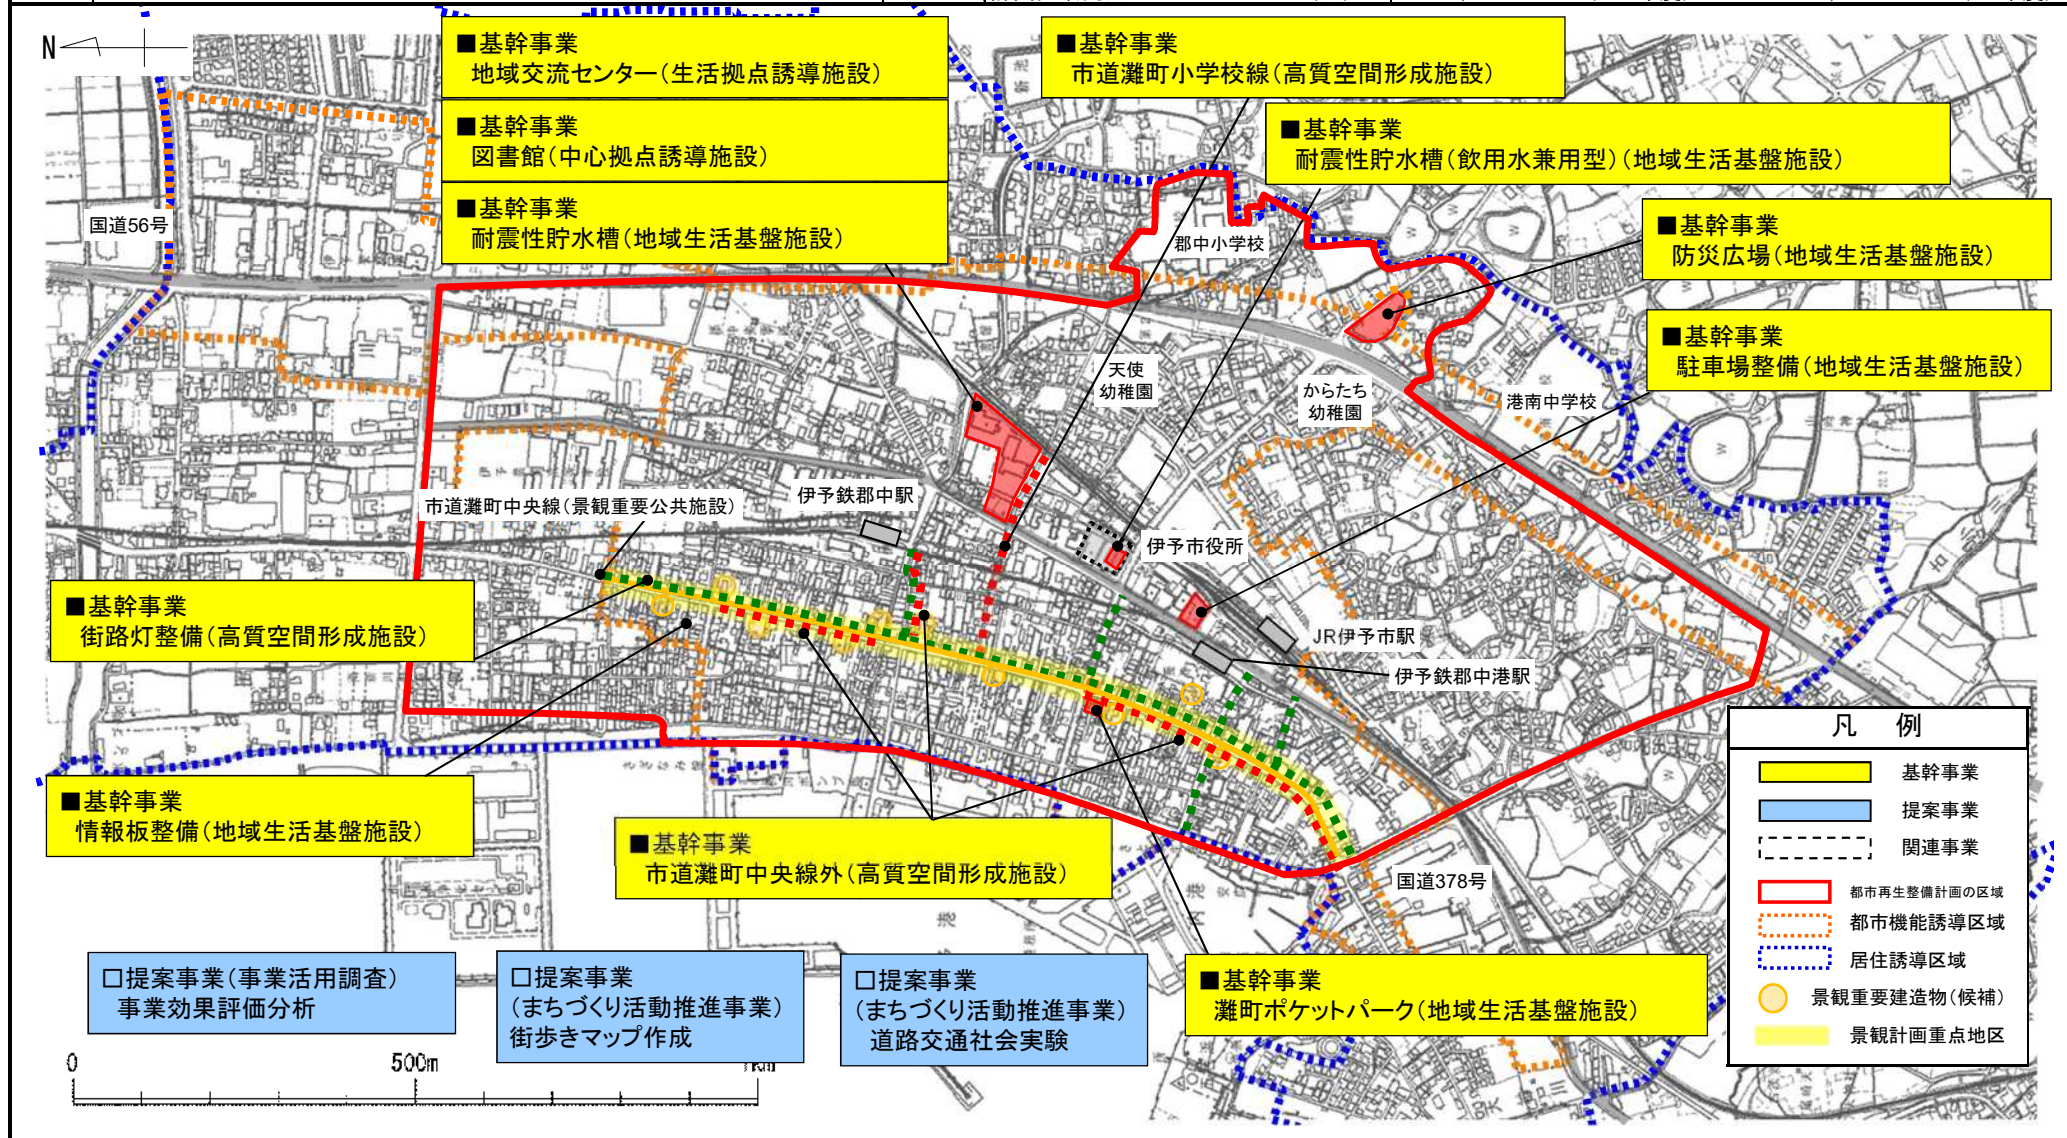 N
■基幹事業
地域交流センター(生活拠点誘導施設)
■基幹事業
図書館(中心拠点誘導施設)
■基幹事業
耐震性貯水槽(地域生活基盤施設)
■基幹事業
市道灘町小学校線(高質空間形成施設)
■基幹事業
耐震性貯水槽(飲用水兼用型)(地域生活基盤施設)
■基幹事業
防災広場(地域生活基盤施設)
■基幹事業
駐車場整備(地域生活基盤施設)
国道56号
郡中小学校
天使
幼稚園
からたち
幼稚園
港南中学校
市道灘町中央線(景観重要公共施設)
伊予鉄郡中駅
伊予市役所
JR伊予市駅
伊予鉄郡中港駅
■基幹事業
街路灯整備(高質空間形成施設)
■基幹事業
情報板整備(地域生活基盤施設)
■基幹事業
市道灘町中央線外(高質空間形成施設)
国道378号
■基幹事業
灘町ポケットパーク(地域生活基盤施設)
□提案事業(事業活用調査)
事業効果評価分析
□提案事業
(まちづくり活動推進事業)
街歩きマップ作成
□提案事業
(まちづくり活動推進事業)
道路交通社会実験
0
500m
凡 例
基幹事業
提案事業
関連事業
都市再生整備計画の区域
都市機能誘導区域
居住誘導区域
景観重要建造物(候補)
景観計画重点地区